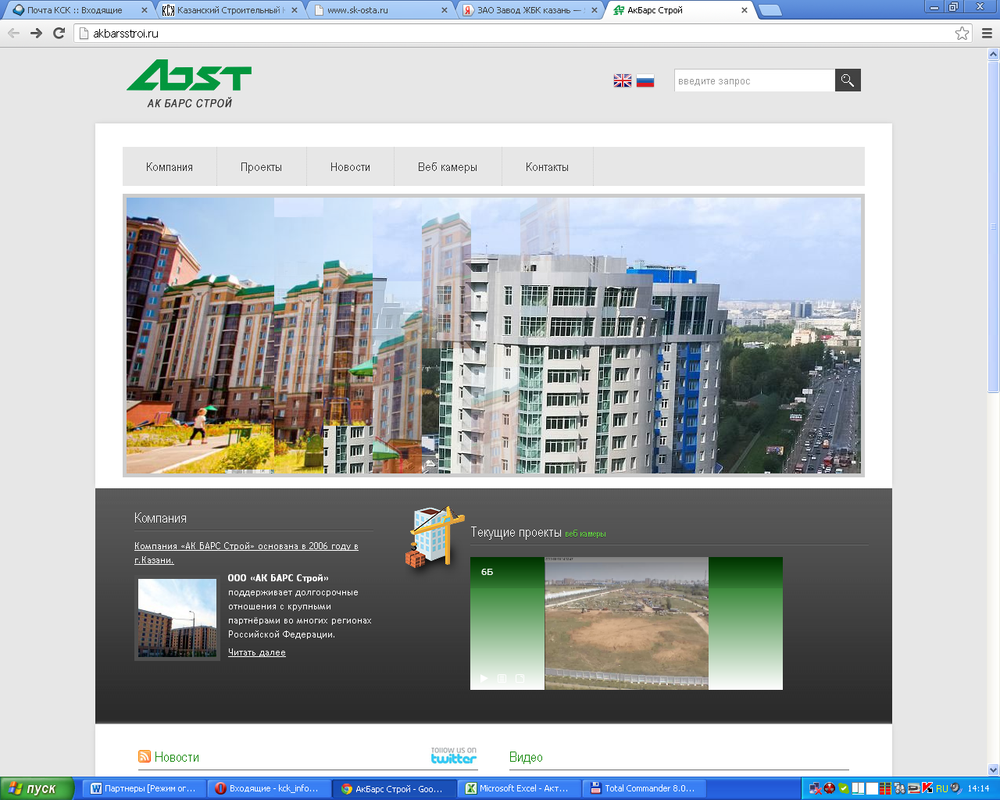 Почта КСК :: Входящие
Казанский Строительный
www.sk-osta.ru
ЗАО Завод ЖБК казань —
АкБарс Строй
akbarsstroi.ru
АБSТ
АК БАРС СТРОЙ
введите запрос
Компания
Проекты
Новости
Веб камеры
Контакты
Компания
Компания «АК БАРС Строй» основана в 2006 году в
г.Казани.
ООО «АК БАРС Строй»
поддерживает долгосрочные
отношения с крупными
партнёрами во многих регионах
Российской Федерации.
Читать далее
Текущие проекты веб камеры
6Б
Новости
follow us on
twitter
Видео
пуск
Партнеры [Режим ог...
Входящие - kck_info...
АкБарс Строй - Goo...
Microsoft Excel - Акт...
Total Commander 8.0...
RU
14:14